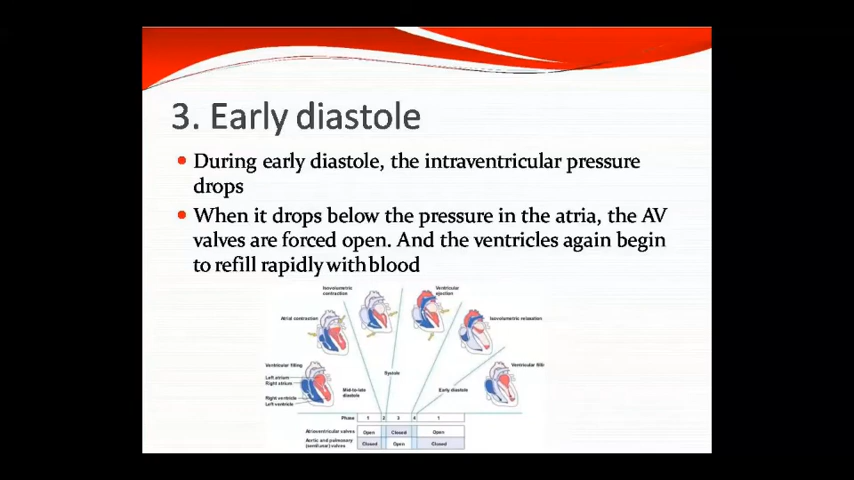 3. Early diastole
During early diastole, the intraventricular pressure
drops
When it drops below the pressure in the atria, the AV
valves are forced open. And the ventricles again begin
to refill rapidly with blood
Isovolumetric
contraction
Ventricular
ejection
Atrial contraction
Isovolumetric relaxation
Ventricular filling
Ventricular filli
Left atrium
Right atrium
Systole
Mid-to-late
diastole
Early diastole
Right ventricle
Left ventricle
Phase 1 2 3 4 1
Atrioventricular valves Open Closed Open
Aortic and pulmonary
(semilunar) valves Closed Open Closed